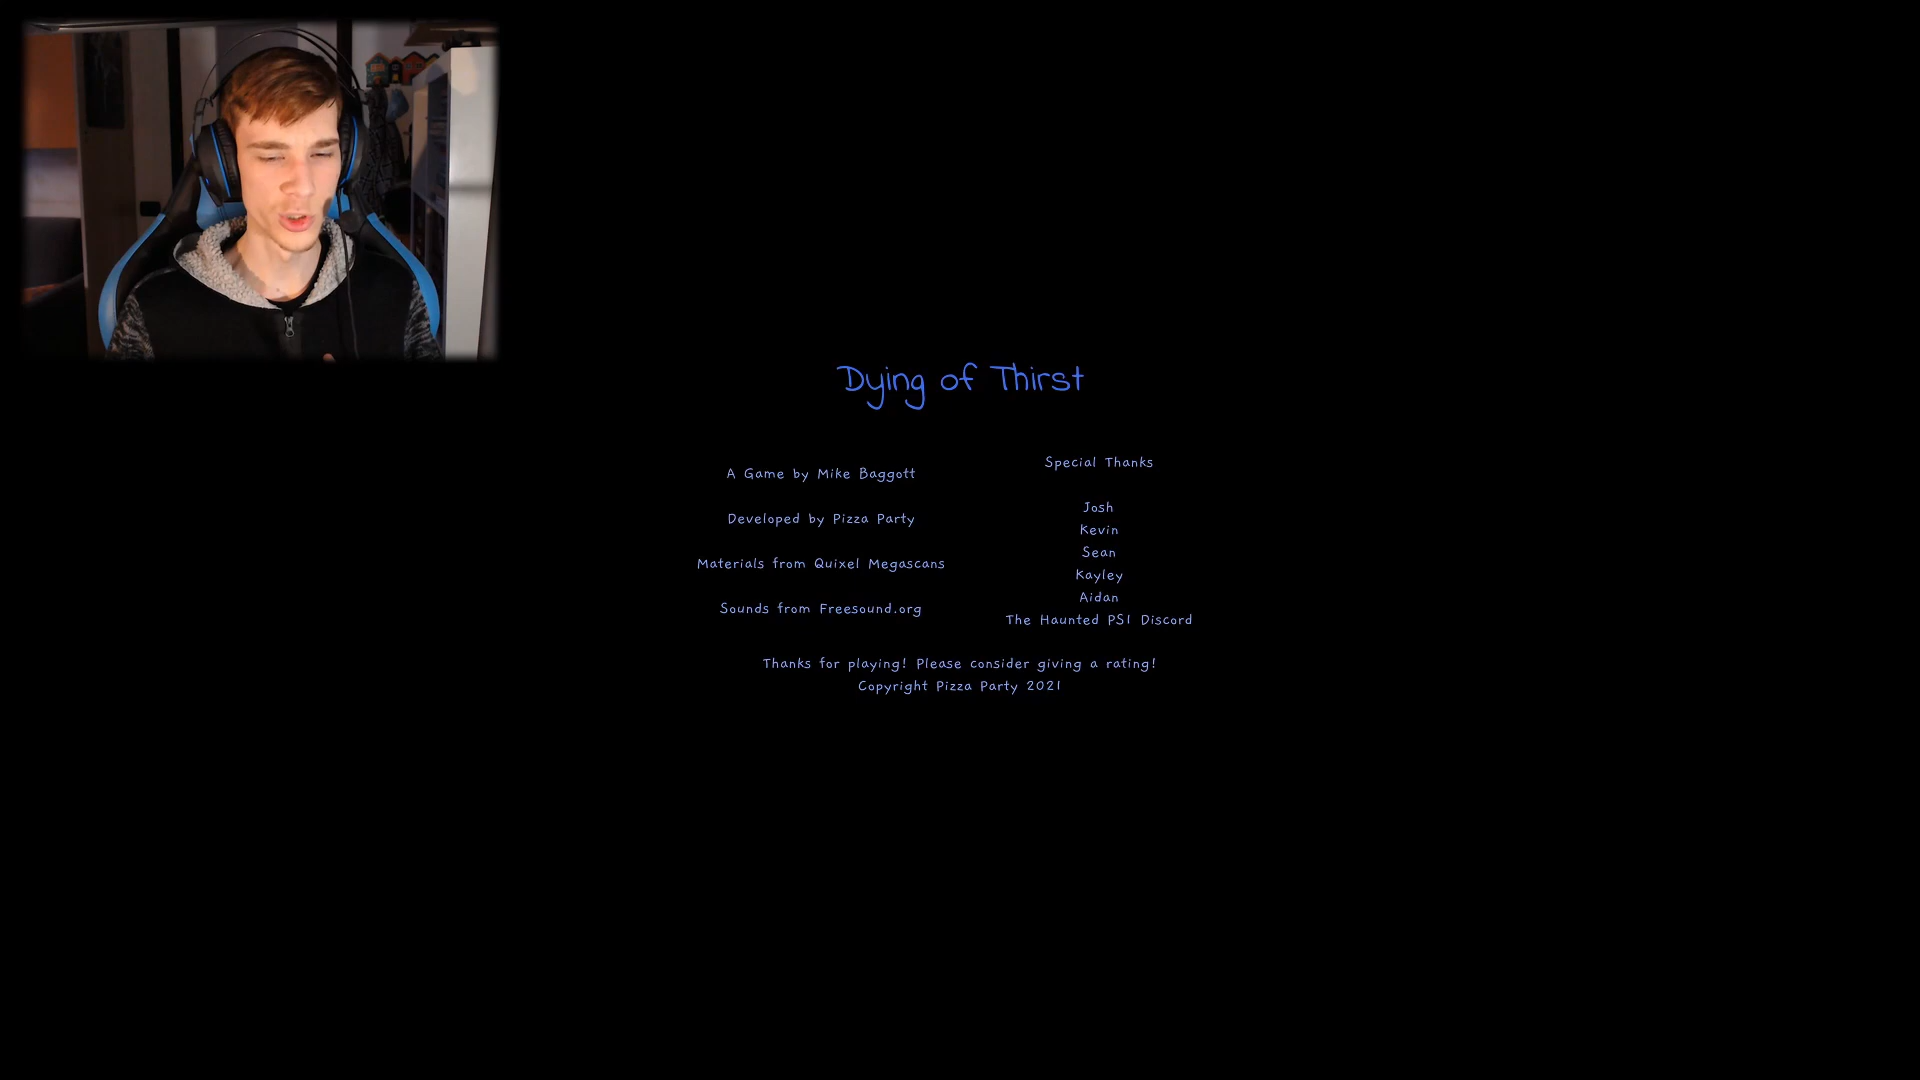 Dying of Thirst
A Game by Mike Baggott
Developed by Pizza Party
Materials from Quixel Megascans
Sounds from Freesound.org
Special Thanks
Josh
Kevin
Sean
Kayley
Aidan
The Haunted PS1 Discord
Thanks for playing! Please consider giving a rating!
Copyright Pizza Party 2021